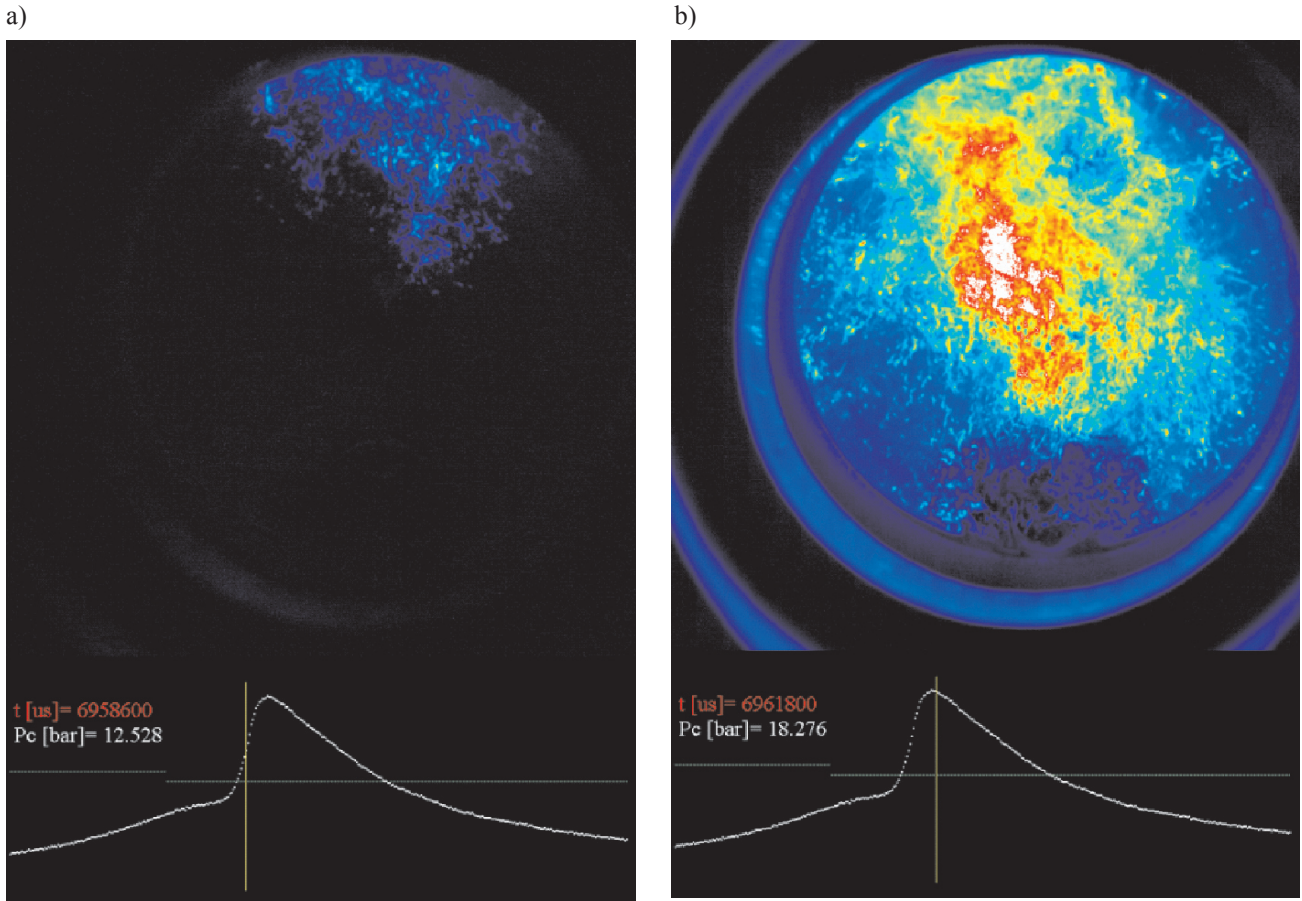 a)
b)
t [us]= 6958600
Pc [bar]= 12.528
t [us]= 6961800
Pc [bar]= 18.276